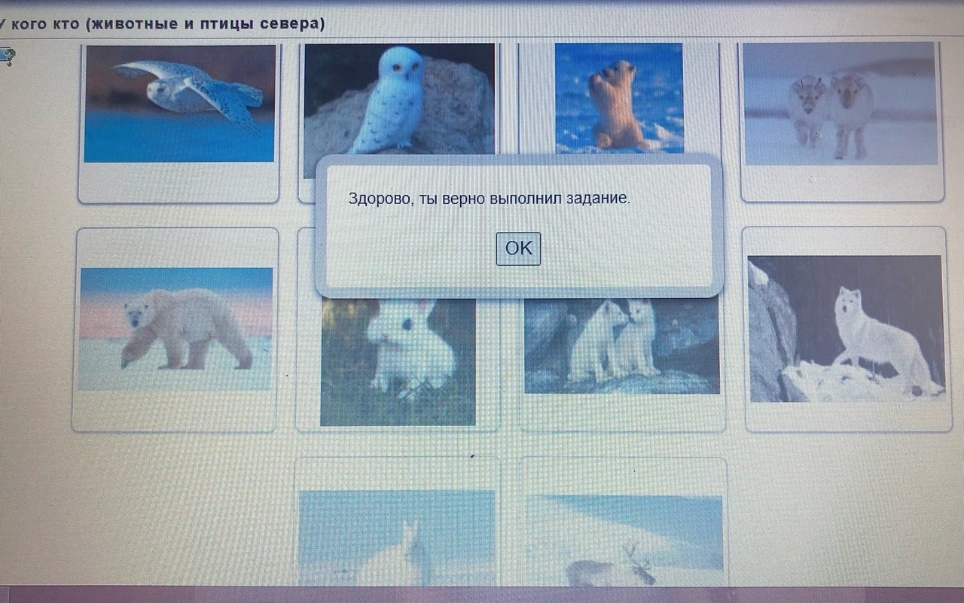 У кого кто (животные и птицы севера)
Здорово, ты верно выполнил задание.
OK